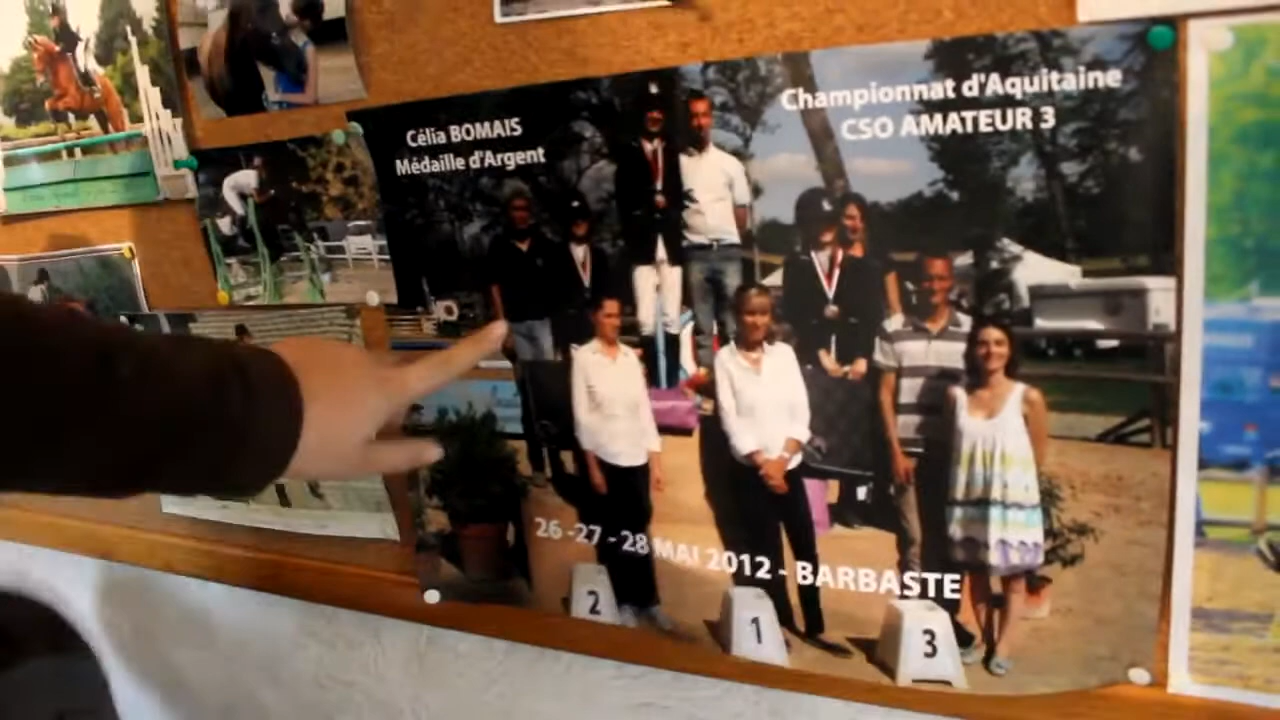 Célia BOMAIS
Médaille d'Argent
Championnat d'Aquitaine
CSO AMATEUR 3
26 -27 - 28 MAI 2012 - BARBASTE
2
1
3